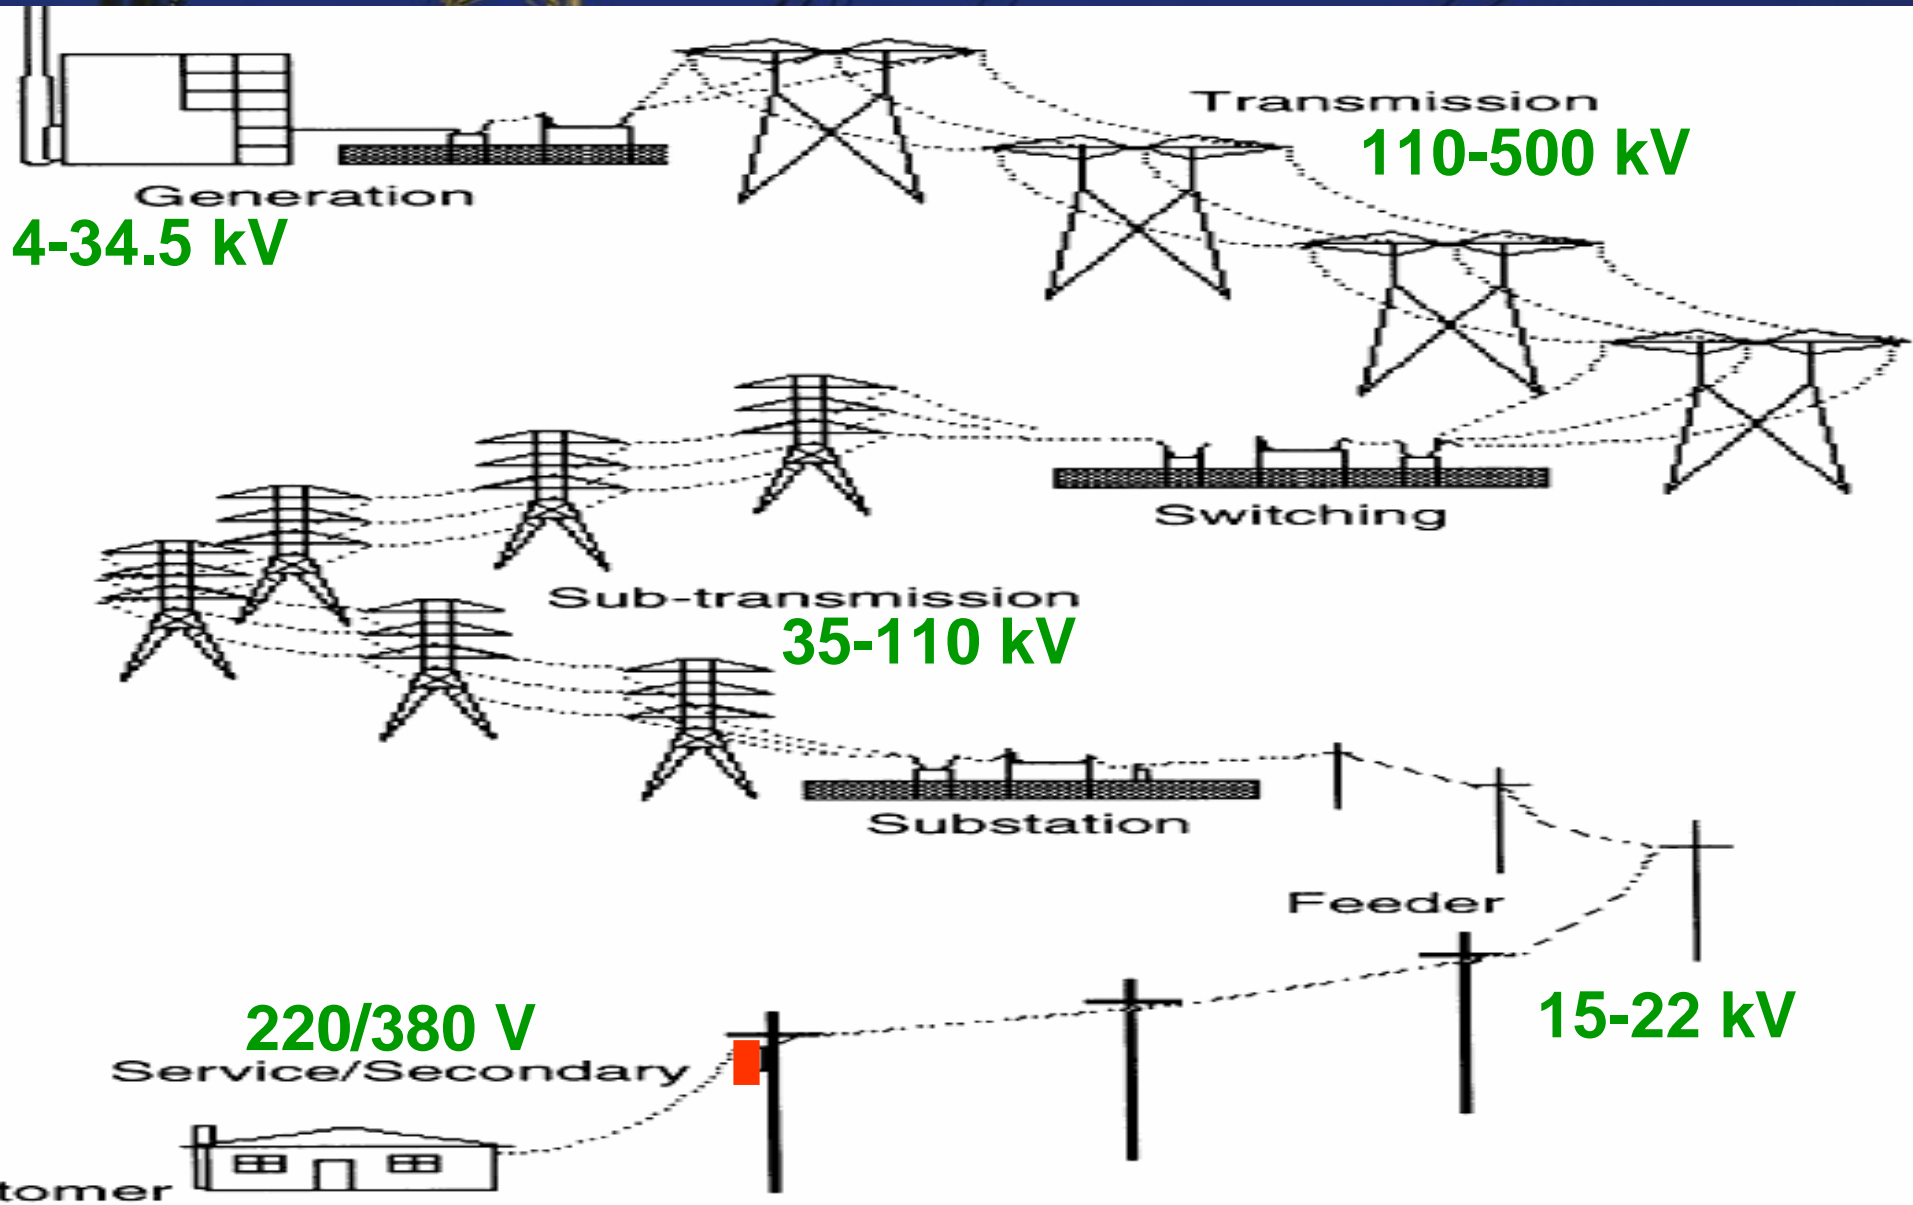 Transmission
110-500 kV
Generation
4-34.5 kV
Switching
Sub-transmission
35-110 kV
Substation
Feeder
15-22 kV
220/380 V
Service/Secondary
tomer